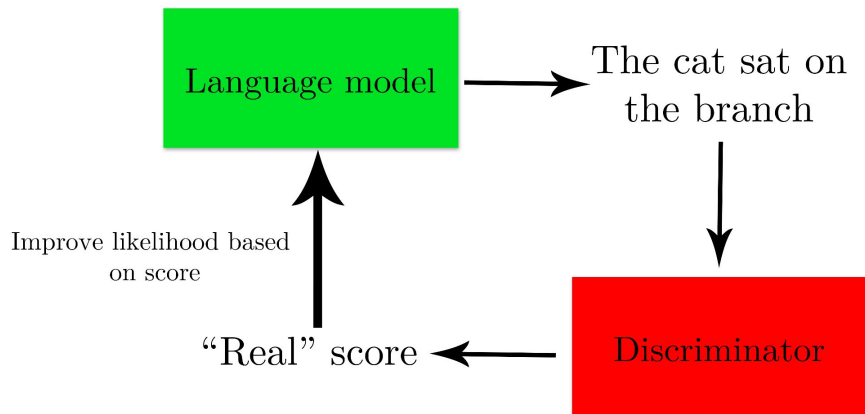 Language model
The cat sat on
the branch
Improve likelihood based
on score
“Real” score
Discriminator